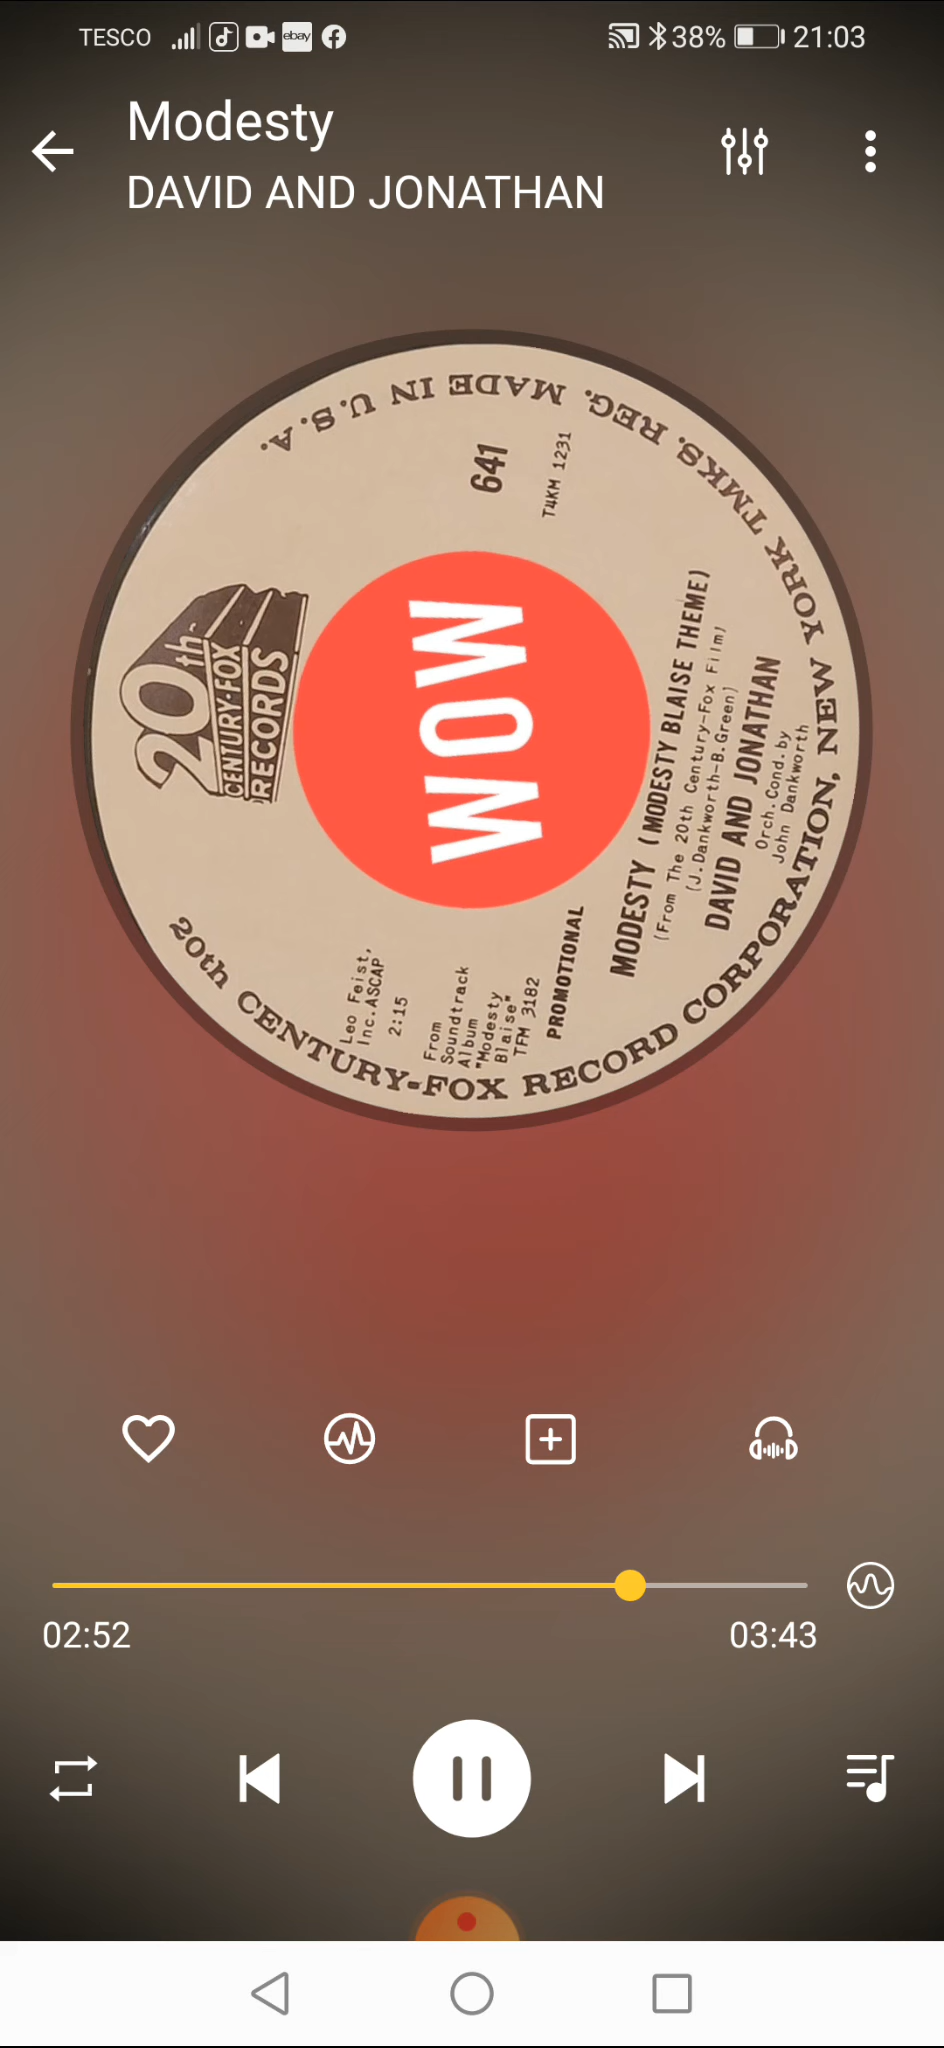 TESCO
ebay
38%
21:03
Modesty
DAVID AND JONATHAN
20th CENTURY-FOX RECORD CORPORATION, NEW YORK TMKS. REG. MADE IN U.S.A.
20th
CENTURY-FOX
RECORDS
641
T4KM 1231
WOW
Leo Feist,
Inc.ASCAP
2:15
From
Soundtrack
Album
"Modesty
Blaise"
TFM 3182
PROMOTIONAL
MODESTY (MODESTY BLAISE THEME)
(From The 20th Century-Fox Film)
(J.Dankworth-B.Green)
DAVID AND JONATHAN
Orch.Cond.by
John Dankworth
02:52
03:43